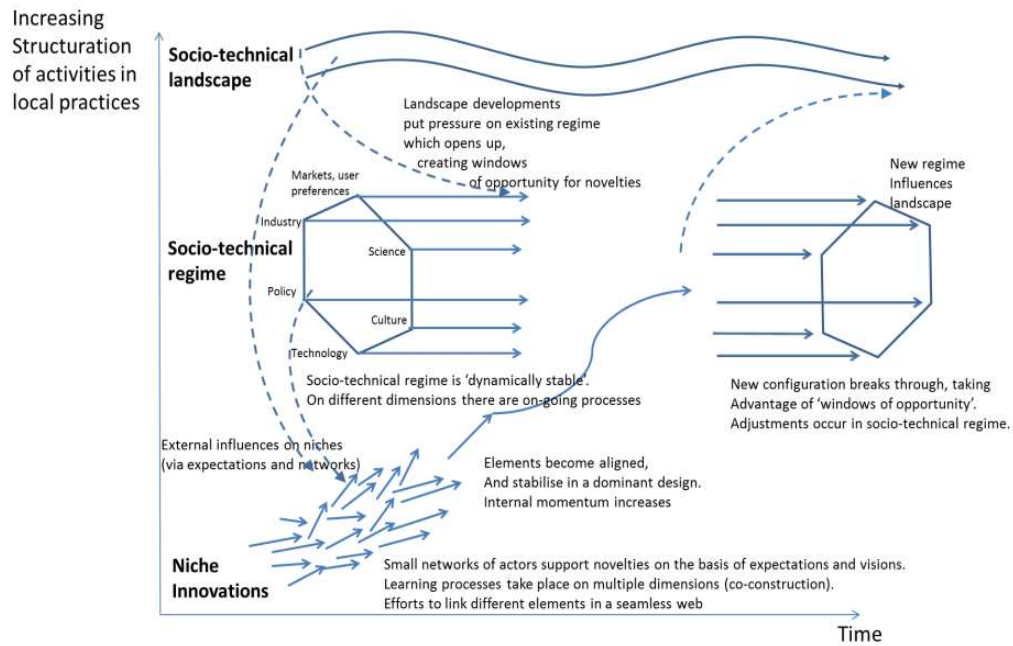 Increasing
Structuration
of activities in
local practices
Socio-technical
landscape
Landscape developments
put pressure on existing regime
which opens up,
creating windows
of opportunity for novelties
New regime
Influences
landscape
Markets, user
preferences
Industry
Science
Socio-technical
regime
Policy
Culture
Technology
Socio-technical regime is ‘dynamically stable’.
On different dimensions there are on-going processes
New configuration breaks through, taking
Advantage of ‘windows of opportunity’.
Adjustments occur in socio-technical regime.
External influences on niches
(via expectations and networks)
Elements become aligned,
And stabilise in a dominant design.
Internal momentum increases
Niche
Innovations
Small networks of actors support novelties on the basis of expectations and visions.
Learning processes take place on multiple dimensions (co-construction).
Efforts to link different elements in a seamless web
Time